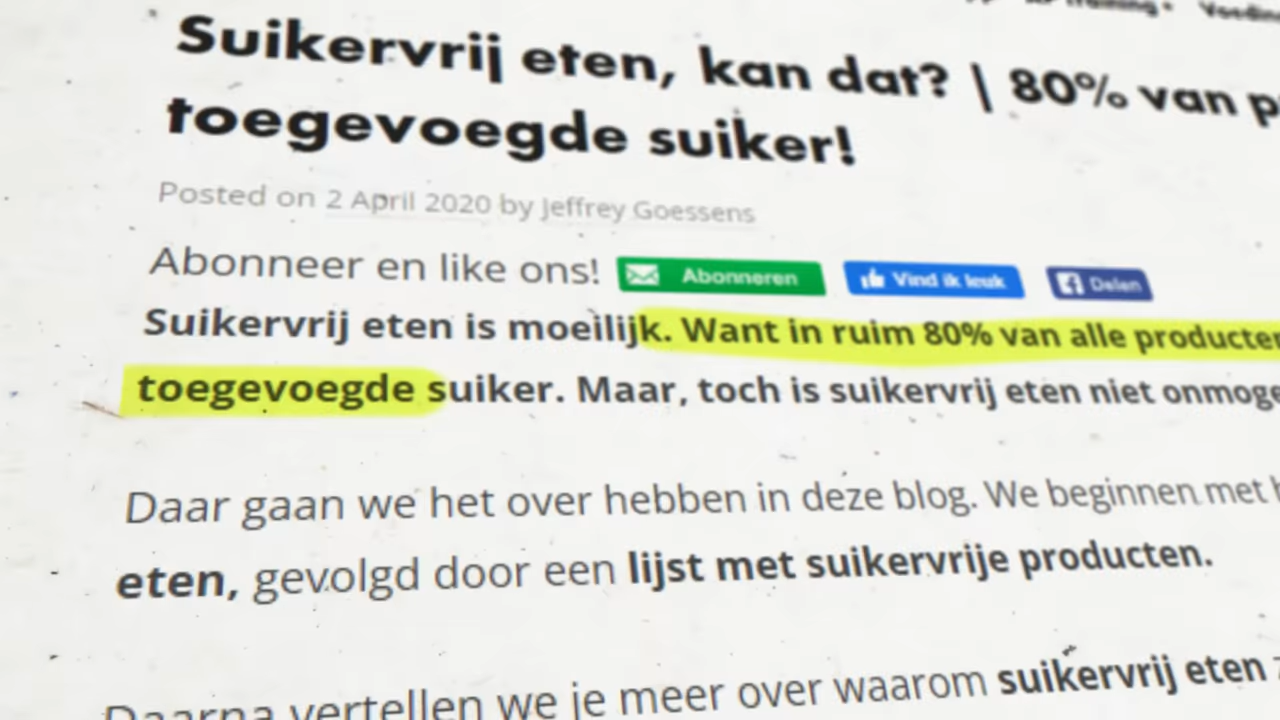 Training
Suikervrij eten, kan dat? | 80% van
toegevoegde suiker!
Posted on 2 April 2020 by Jeffrey Goessens
Abonneer en like ons! Abonneren Vind ik leuk Delen
Suikervrij eten is moeilijk. Want in ruim 80% van alle producten
toegevoegde suiker. Maar, toch is suikervrij eten niet
Daar gaan we het over hebben in deze blog. We beginnen met
eten, gevolgd door een lijst met suikervrije producten.
Daarna vertellen we je meer over waarom suikervrij eten